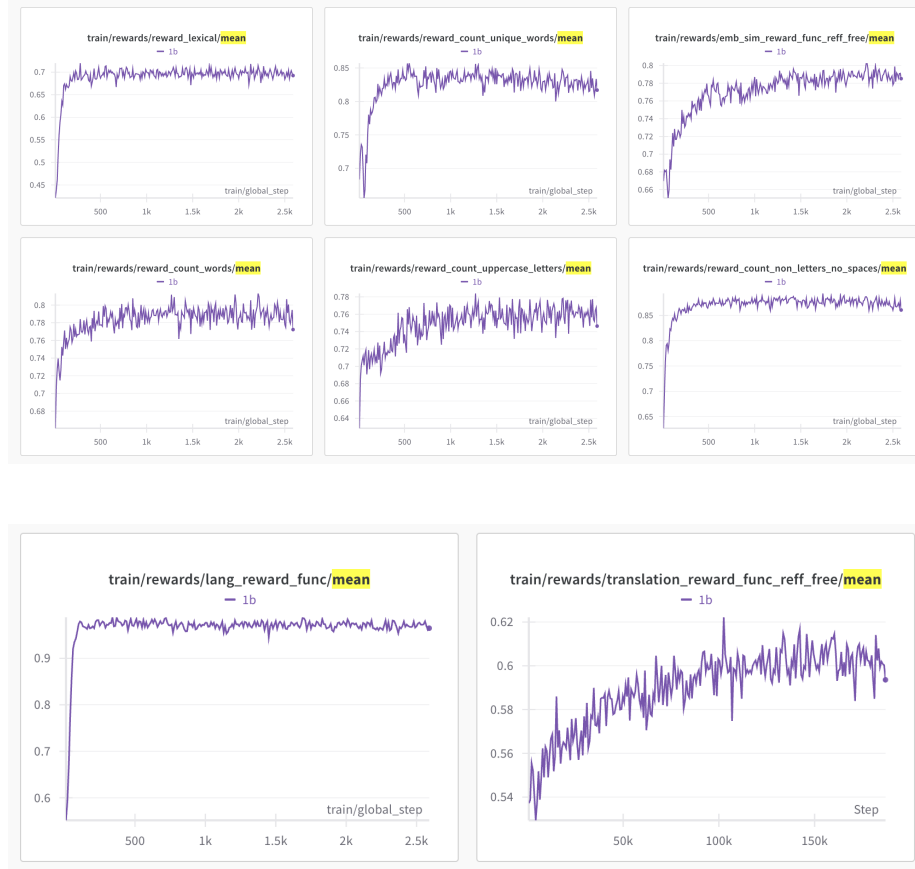 train/rewards/reward_lexical/mean
1b
0.7
0.65
0.6
0.55
0.5
0.45
train/global_step
500
1k
1.5k
2k
2.5k
train/rewards/reward_count_unique_words/mean
1b
0.85
0.8
0.75
0.7
train/global_step
500
1k
1.5k
2k
2.5k
train/rewards/emb_sim_reward_func_reff_free/mean
1b
0.8
0.78
0.76
0.74
0.72
0.7
0.68
0.66
train/global_step
500
1k
1.5k
2k
2.5k
train/rewards/reward_count_words/mean
1b
0.8
0.78
0.76
0.74
0.72
0.7
0.68
train/global_step
500
1k
1.5k
2k
2.5k
train/rewards/reward_count_uppercase_letters/mean
1b
0.78
0.76
0.74
0.72
0.7
0.68
0.66
0.64
train/global_step
500
1k
1.5k
2k
2.5k
train/rewards/reward_count_non_letters_no_spaces/mean
1b
0.85
0.8
0.75
0.7
0.65
train/global_step
500
1k
1.5k
2k
2.5k
train/rewards/lang_reward_func/mean
1b
0.9
0.8
0.7
0.6
train/global_step
500
1k
1.5k
2k
2.5k
train/rewards/translation_reward_func_reff_free/mean
1b
0.62
0.6
0.58
0.56
0.54
Step
50k
100k
150k